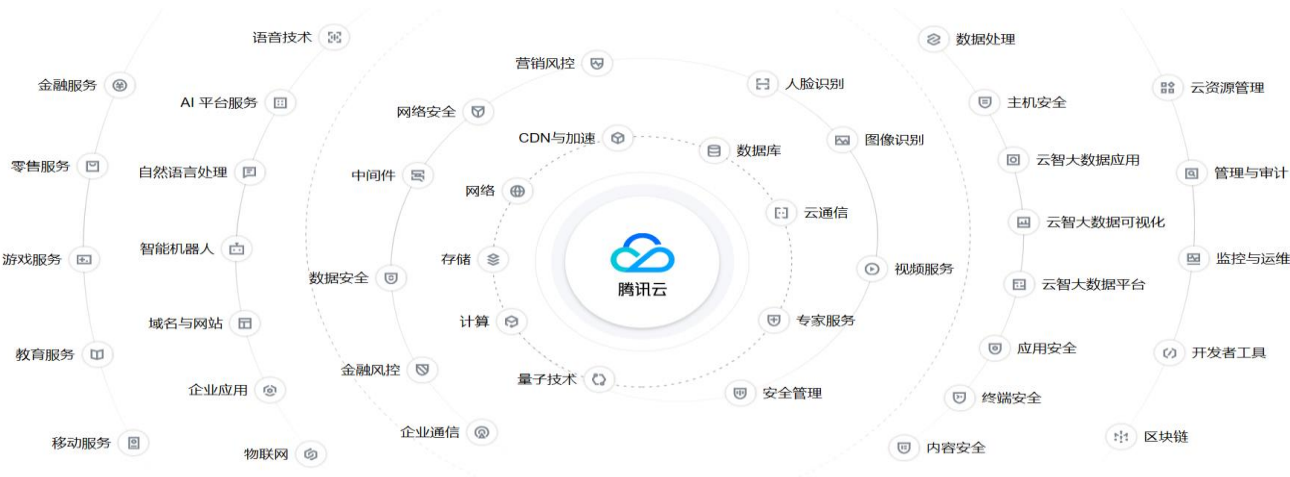 语音技术
数据处理
营销风控
人脸识别
金融服务
云资源管理
AI 平台服务
主机安全
网络安全
CDN与加速
图像识别
数据库
云智大数据应用
零售服务
自然语言处理
中间件
管理与审计
网络
云通信
云智大数据可视化
智能机器人
游戏服务
存储
视频服务
监控与运维
数据安全
腾讯云
云智大数据平台
域名与网站
计算
专家服务
应用安全
教育服务
开发者工具
金融风控
量子技术
企业应用
安全管理
终端安全
企业通信
移动服务
区块链
物联网
内容安全